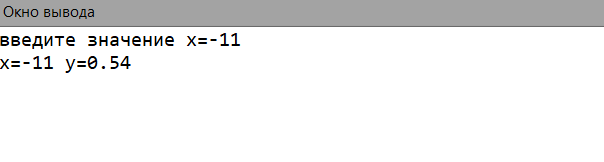 Окно вывода
введите значение x=-11
x=-11 y=0.54